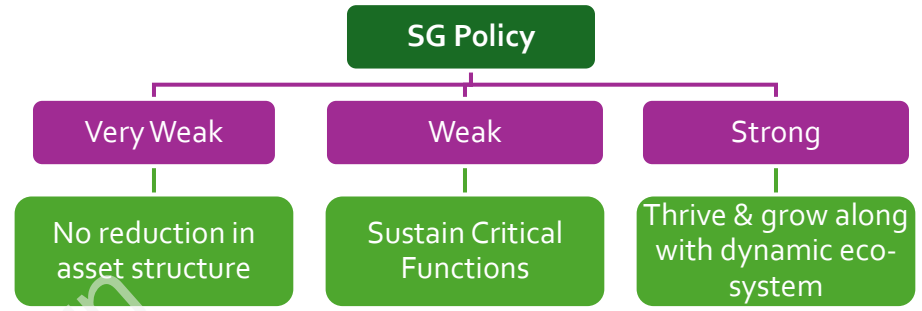 SG Policy
Very Weak
Weak
Strong
No reduction in
asset structure
Sustain Critical
Functions
Thrive & grow along
with dynamic eco-
system